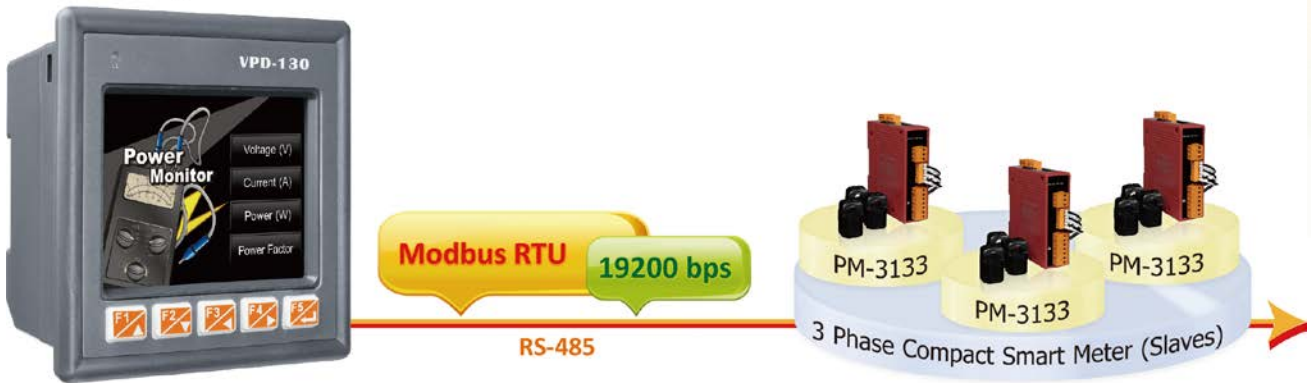 VPD-130
Power
Monitor
Voltage (V)
Current (A)
Power (W)
Power Factor
F1
F2
F3
F4
F5
Modbus RTU
19200 bps
RS-485
PM-3133
PM-3133
PM-3133
3 Phase Compact Smart Meter (Slaves)